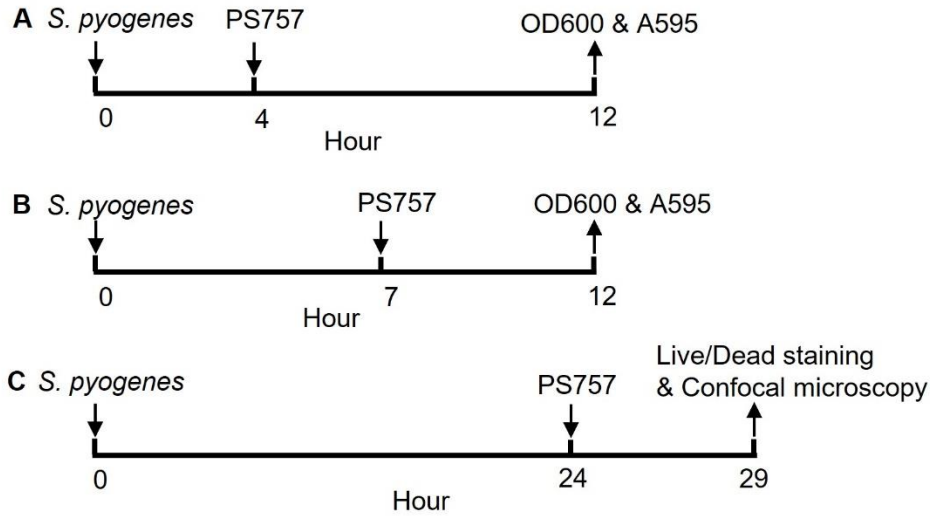 A S. pyogenes PS757 OD600 & A595
0 4 12
Hour
B S. pyogenes PS757 OD600 & A595
0 7 12
Hour
Live/Dead staining
C S. pyogenes PS757 & Confocal microscopy
0 24 29
Hour